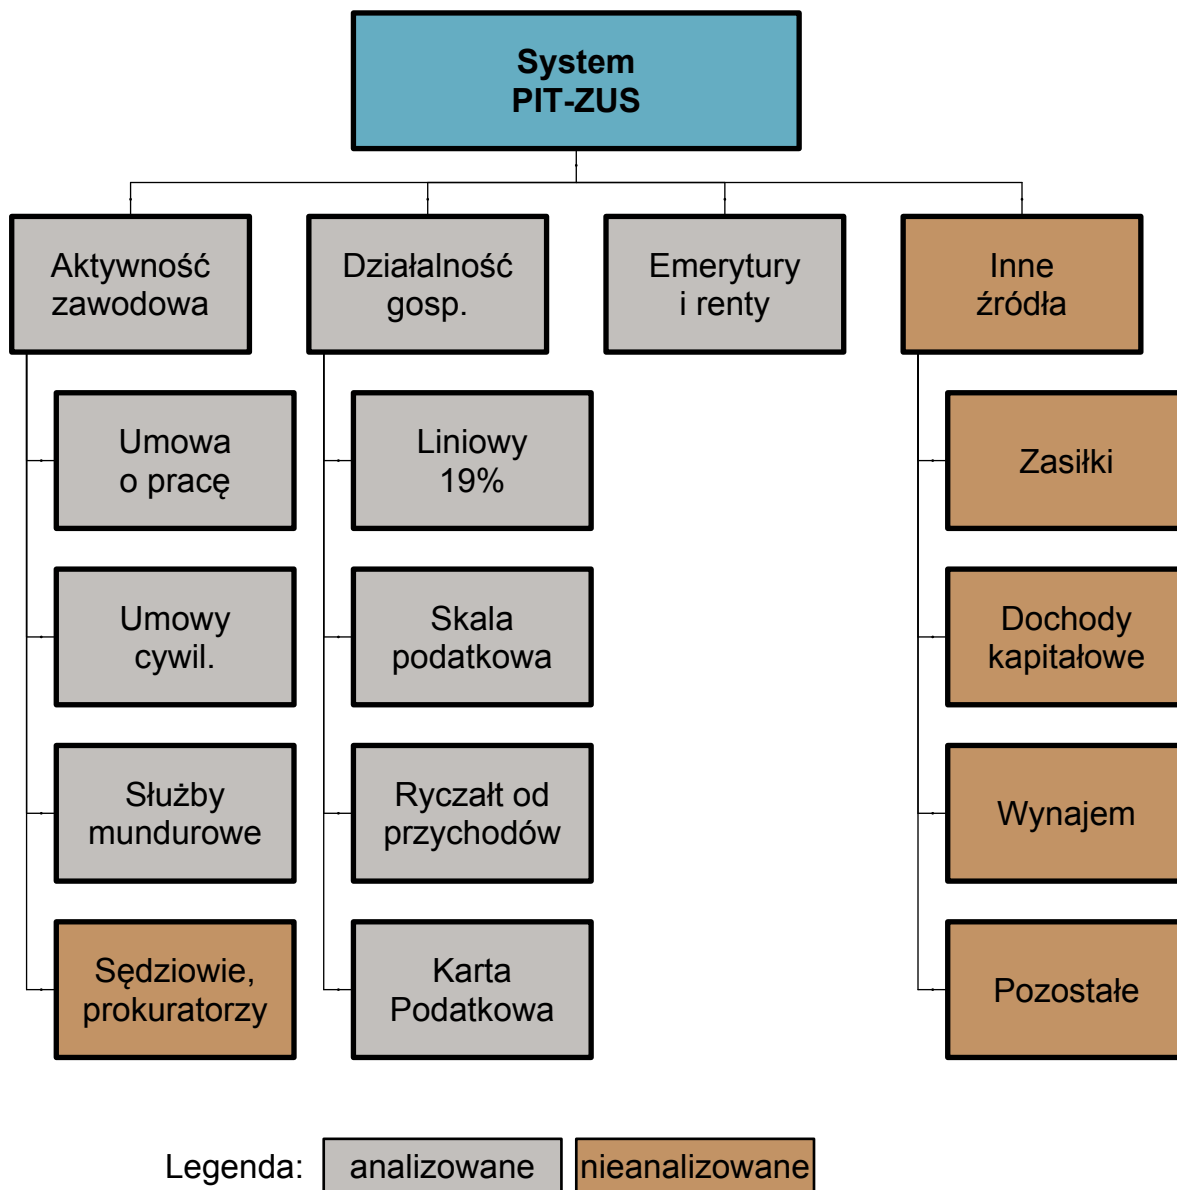 System
PIT-ZUS
Aktywność
zawodowa
Działalność
gosp.
Emerytury
i renty
Inne
źródła
Umowa
o pracę
Liniowy
19%
Zasiłki
Umowy
cywil.
Skala
podatkowa
Dochody
kapitałowe
Służby
mundurowe
Ryczałt od
przychodów
Wynajem
Sędziowie,
prokuratorzy
Karta
Podatkowa
Pozostałe
Legenda: analizowane nieanalizowane